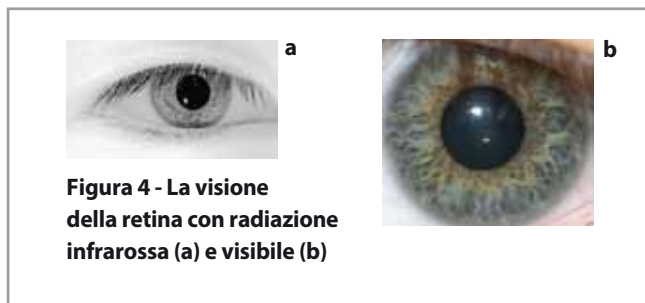 a
b
Figura 4 - La visione
della retina con radiazione
infrarossa (a) e visibile (b)